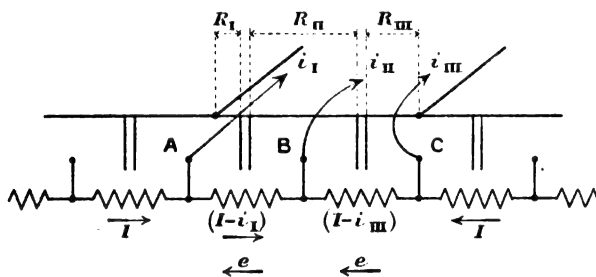 R_I R_II R_III
i_I i_II i_III
A B C
I (I-i_I) (I-i_III) I
e e